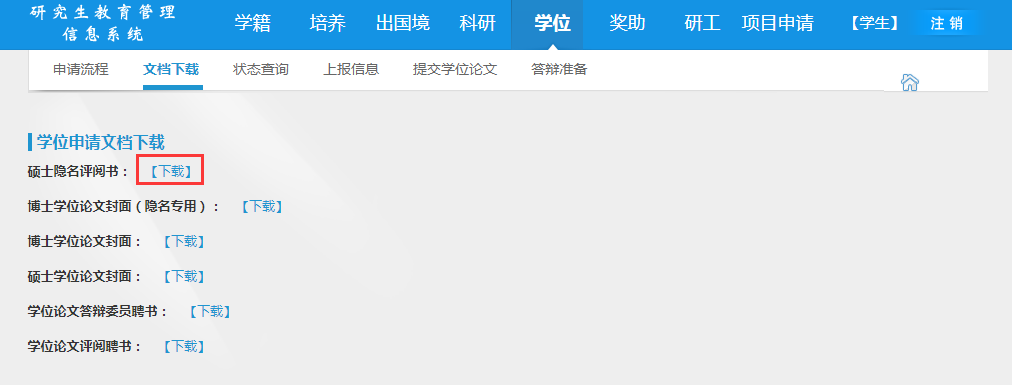 研究生教育管理
信息系统
学籍 培养 出国境 科研 学位 奖助 研工 项目申请 【学生】 注 销
申请流程 文档下载 状态查询 上报信息 提交学位论文 答辩准备
学位申请文档下载
硕士隐名评阅书： 【下载】
博士学位论文封面（隐名专用）： 【下载】
博士学位论文封面： 【下载】
硕士学位论文封面： 【下载】
学位论文答辩委员聘书： 【下载】
学位论文评阅聘书： 【下载】